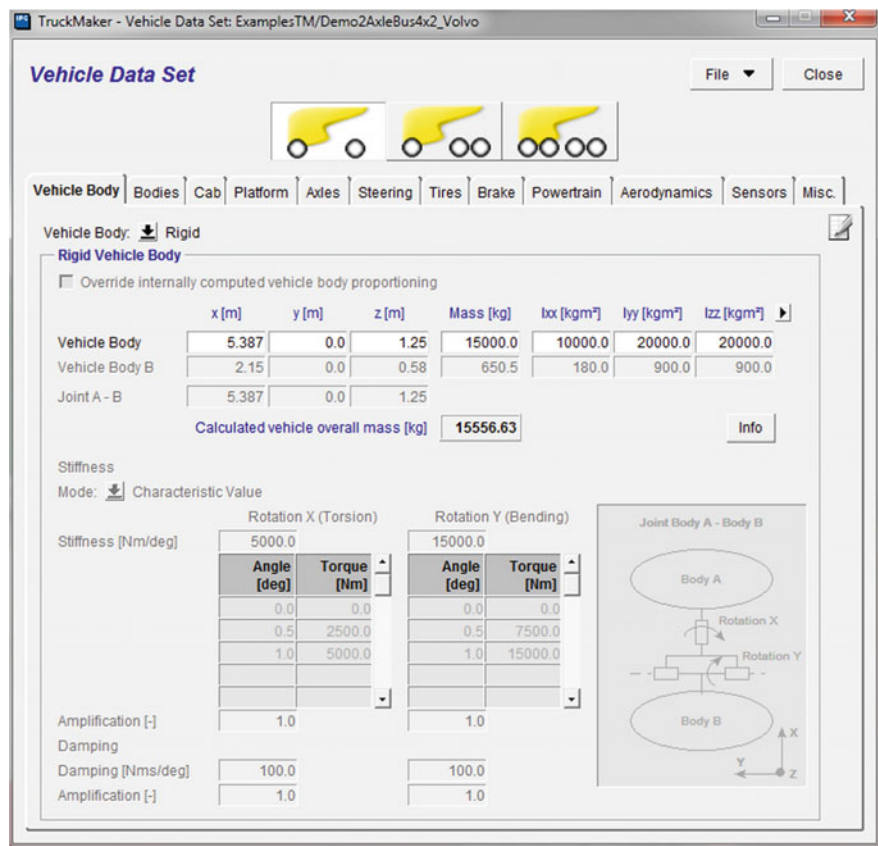 TruckMaker - Vehicle Data Set: ExamplesTM/Demo2AxleBus4x2_Volvo
Vehicle Data Set
File Close
Vehicle Body Bodies Cab Platform Axles Steering Tires Brake Powertrain Aerodynamics Sensors Misc.
Vehicle Body: Rigid
Rigid Vehicle Body
Override internally computed vehicle body proportioning
x [m] y [m] z [m] Mass [kg] Ixx [kgm²] Iyy [kgm²] Izz [kgm²]
Vehicle Body 5.387 0.0 1.25 15000.0 10000.0 20000.0 20000.0
Vehicle Body B 2.15 0.0 0.58 650.5 180.0 900.0 900.0
Joint A - B 5.387 0.0 1.25
Calculated vehicle overall mass [kg] 15556.63 Info
Stiffness
Mode: Characteristic Value
Rotation X (Torsion) Rotation Y (Bending)
Stiffness [Nm/deg] 5000.0 15000.0
Angle [deg] Torque [Nm] Angle [deg] Torque [Nm]
0.0 0.0 0.0 0.0
0.5 2500.0 0.5 7500.0
1.0 5000.0 1.0 15000.0
Amplification [-] 1.0 1.0
Damping
Damping [Nms/deg] 100.0 100.0
Amplification [-] 1.0 1.0
Joint Body A - Body B
Body A
Rotation X
Rotation Y
Body B
X
Y
Z